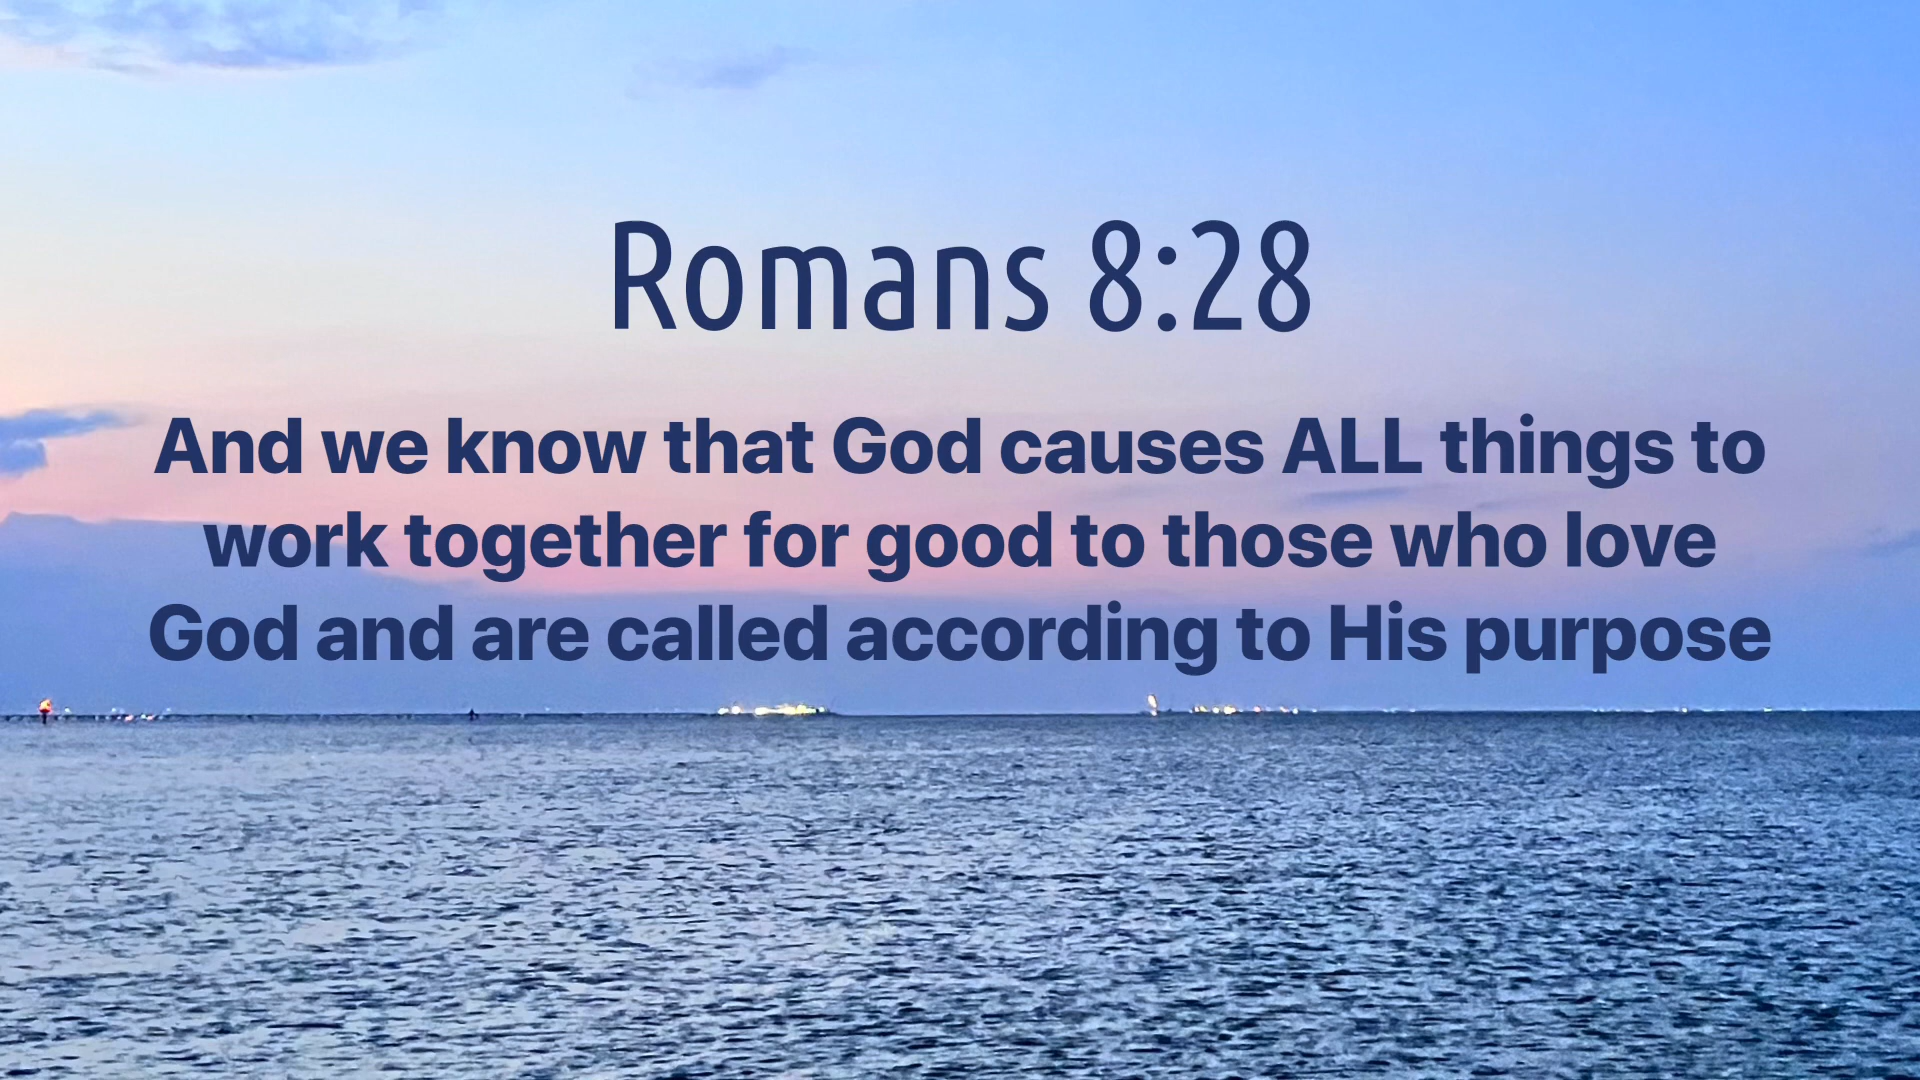 Romans 8:28
And we know that God causes ALL things to
work together for good to those who love
God and are called according to His purpose